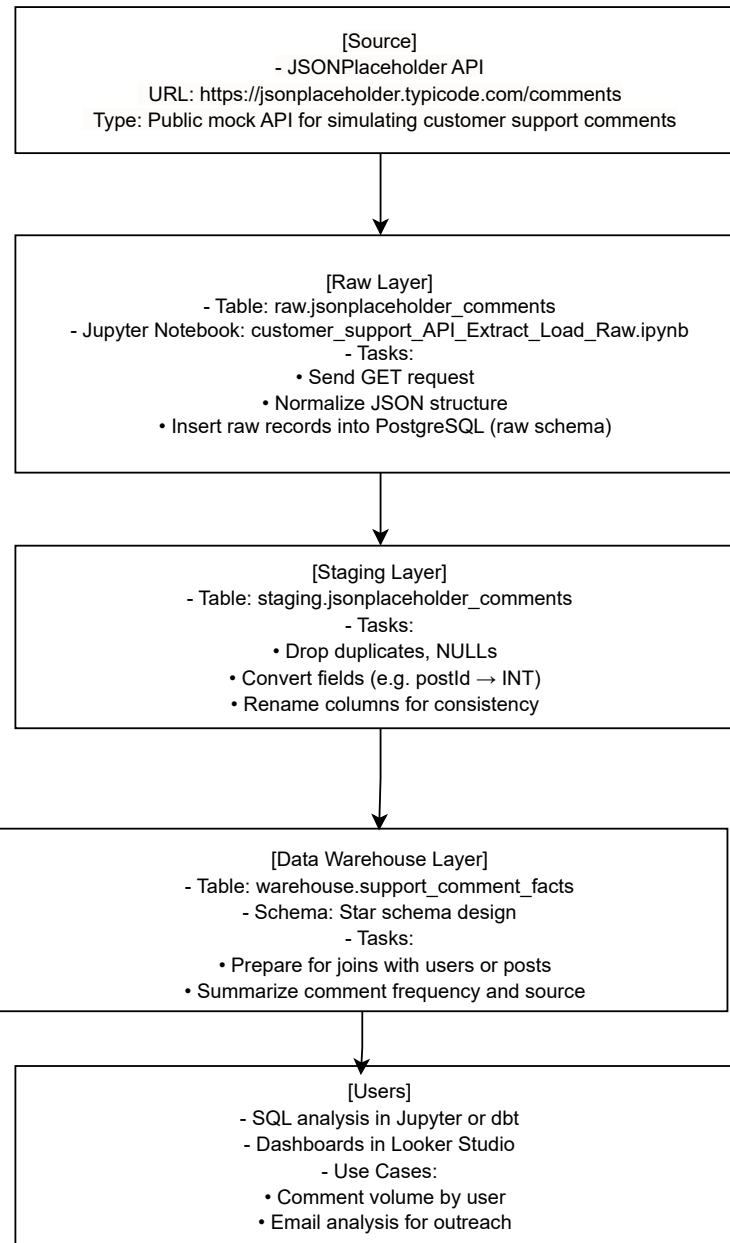 [Source]
- JSONPlaceholder API
URL: https://jsonplaceholder.typicode.com/comments
Type: Public mock API for simulating customer support comments
[Raw Layer]
- Table: raw.jsonplaceholder_comments
- Jupyter Notebook: customer_support_API_Extract_Load_Raw.ipynb
- Tasks:
• Send GET request
• Normalize JSON structure
• Insert raw records into PostgreSQL (raw schema)
[Staging Layer]
- Table: staging.jsonplaceholder_comments
- Tasks:
• Drop duplicates, NULLs
• Convert fields (e.g. postId → INT)
• Rename columns for consistency
[Data Warehouse Layer]
- Table: warehouse.support_comment_facts
- Schema: Star schema design
- Tasks:
• Prepare for joins with users or posts
• Summarize comment frequency and source
[Users]
- SQL analysis in Jupyter or dbt
- Dashboards in Looker Studio
- Use Cases:
• Comment volume by user
• Email analysis for outreach